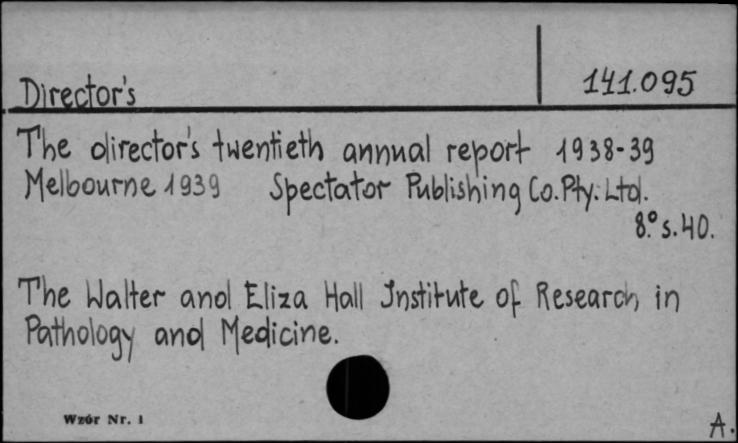 Director's
141.095
The director's twentieth annual report 1938-39
Melbourne 1939 Spectator Publishing Co. Pty. Ltd.
8.° s. 40.
The Walter and Eliza Hall Institute of Research in
Pathology and Medicine.
Wzór Nr. 1
A.